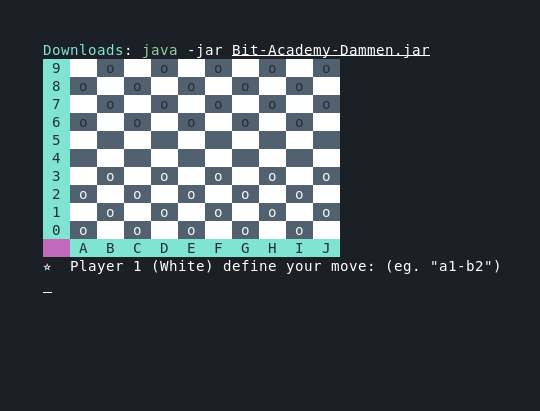 Downloads: java -jar Bit-Academy-Dammen.jar
9 o o o o o
8 o o o o o
7 o o o o o
6 o o o o o
5
4
3 o o o o o
2 o o o o o
1 o o o o o
0 o o o o o
A B C D E F G H I J
☆ Player 1 (White) define your move: (eg. "a1-b2")
_